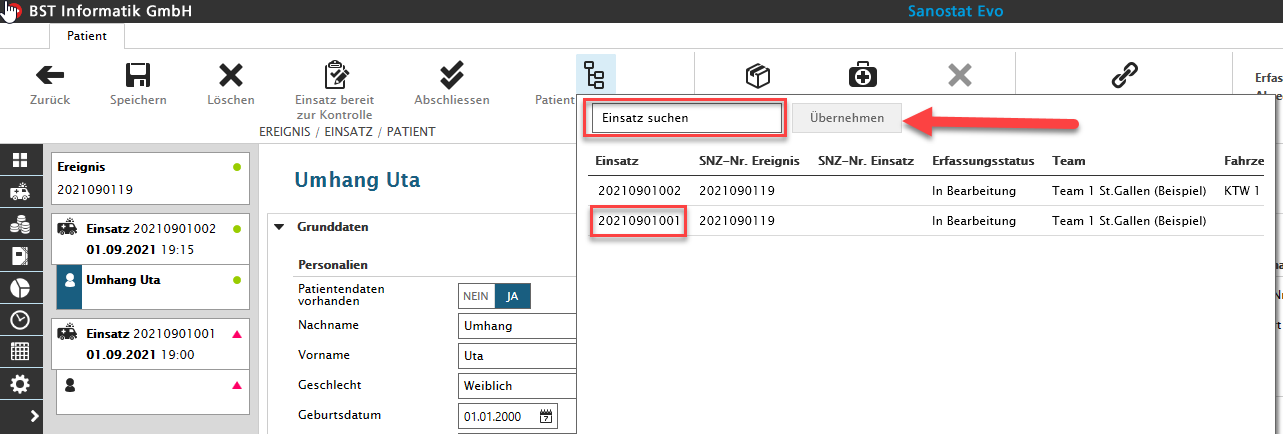 BST Informatik GmbH
Sanostat Evo
Patient
Zurück
Speichern
Löschen
Einsatz bereit
zur Kontrolle
Abschliessen
Patient
EREIGNIS / EINSATZ / PATIENT
Einsatz suchen
Übernehmen
Einsatz SNZ-Nr. Ereignis SNZ-Nr. Einsatz Erfassungsstatus Team Fahrze
20210901002 2021090119 In Bearbeitung Team 1 St.Gallen (Beispiel) KTW 1
20210901001 2021090119 In Bearbeitung Team 1 St.Gallen (Beispiel)
Ereignis
2021090119
Einsatz 20210901002
01.09.2021 19:15
Umhang Uta
Einsatz 20210901001
01.09.2021 19:00
Umhang Uta
Grunddaten
Personalien
Patientendaten
vorhanden
NEIN JA
Nachname Umhang
Vorname Uta
Geschlecht Weiblich
Geburtsdatum 01.01.2000
Erfas